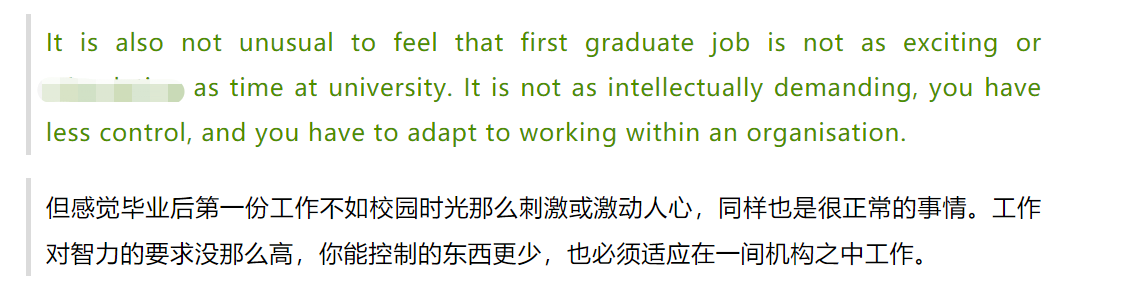 It is also not unusual to feel that first graduate job is not as exciting or
as time at university. It is not as intellectually demanding, you have
less control, and you have to adapt to working within an organisation.
但感觉毕业后第一份工作不如校园时光那么刺激或激动人心，同样也是很正常的事情。工作
对智力的要求没那么高，你能控制的东西更少，也必须适应在一间机构之中工作。